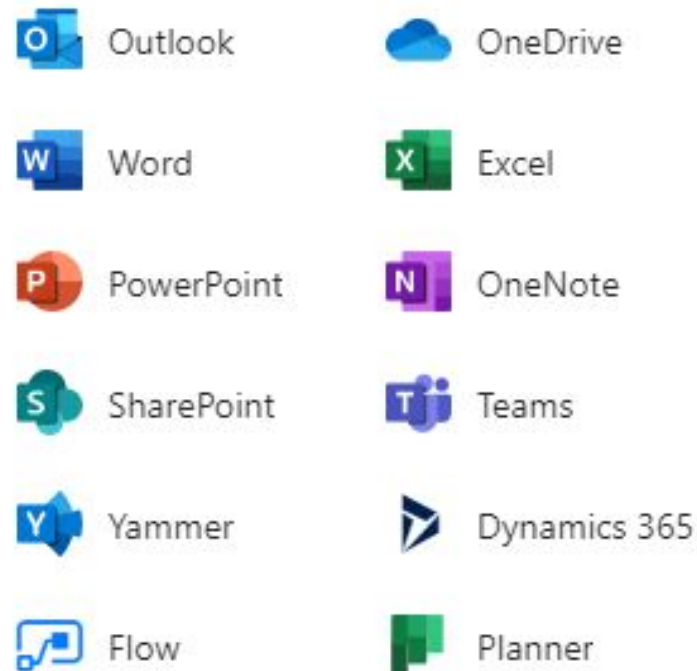 O Outlook
OneDrive
W Word
X Excel
P PowerPoint
N OneNote
S SharePoint
T Teams
Y Yammer
Dynamics 365
Flow
Planner